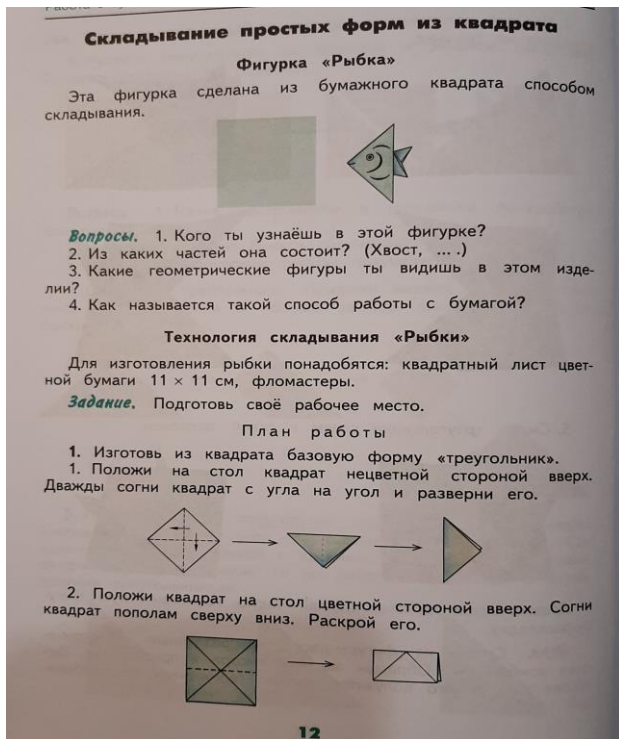 Складывание простых форм из квадрата
Фигурка «Рыбка»
Эта фигурка сделана из бумажного квадрата способом
складывания.
Вопросы. 1. Кого ты узнаёшь в этой фигурке?
2. Из каких частей она состоит? (Хвост, ... .)
3. Какие геометрические фигуры ты видишь в этом изде-
лии?
4. Как называется такой способ работы с бумагой?
Технология складывания «Рыбки»
Для изготовления рыбки понадобятся: квадратный лист цвет-
ной бумаги 11 × 11 см, фломастеры.
Задание. Подготовь своё рабочее место.
План работы
1. Изготовь из квадрата базовую форму «треугольник».
1. Положи на стол квадрат нецветной стороной вверх.
Дважды согни квадрат с угла на угол и разверни его.
2. Положи квадрат на стол цветной стороной вверх. Согни
квадрат пополам сверху вниз. Раскрой его.
12